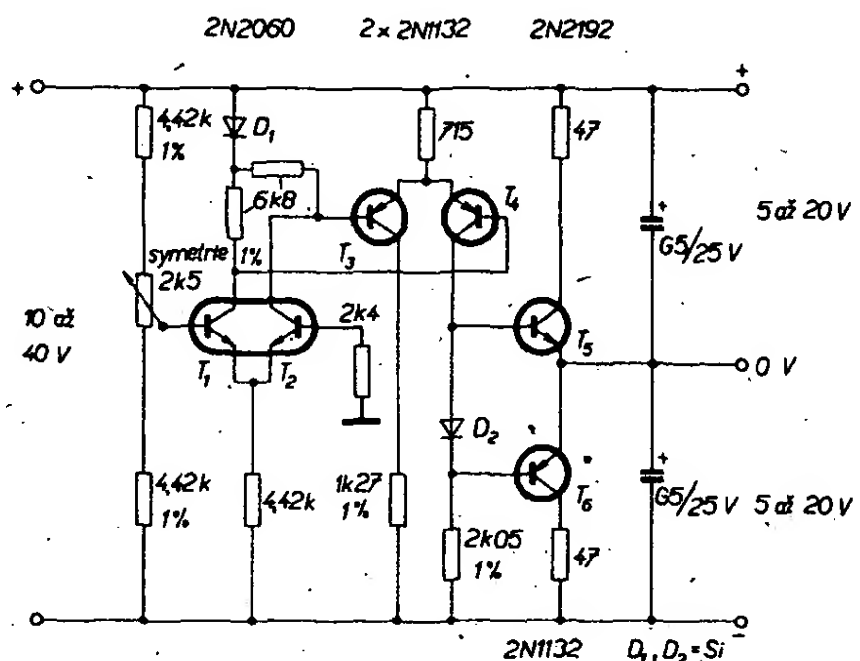 2N2060 2 x 2N1132 2N2192
+ +
4,42k
1%
D1
715
47
6k8
1%
T3
T4
G5/25 V
+
5 až 20 V
symetrie
2k5
10 až
40 V
2k4
T1 T2
T5
0 V
D2
T6
4,42k
1%
4,42k
1k27
1%
2k05
1%
47
+
G5/25 V
5 až 20 V
- -
2N1132 D1, D2 = Si